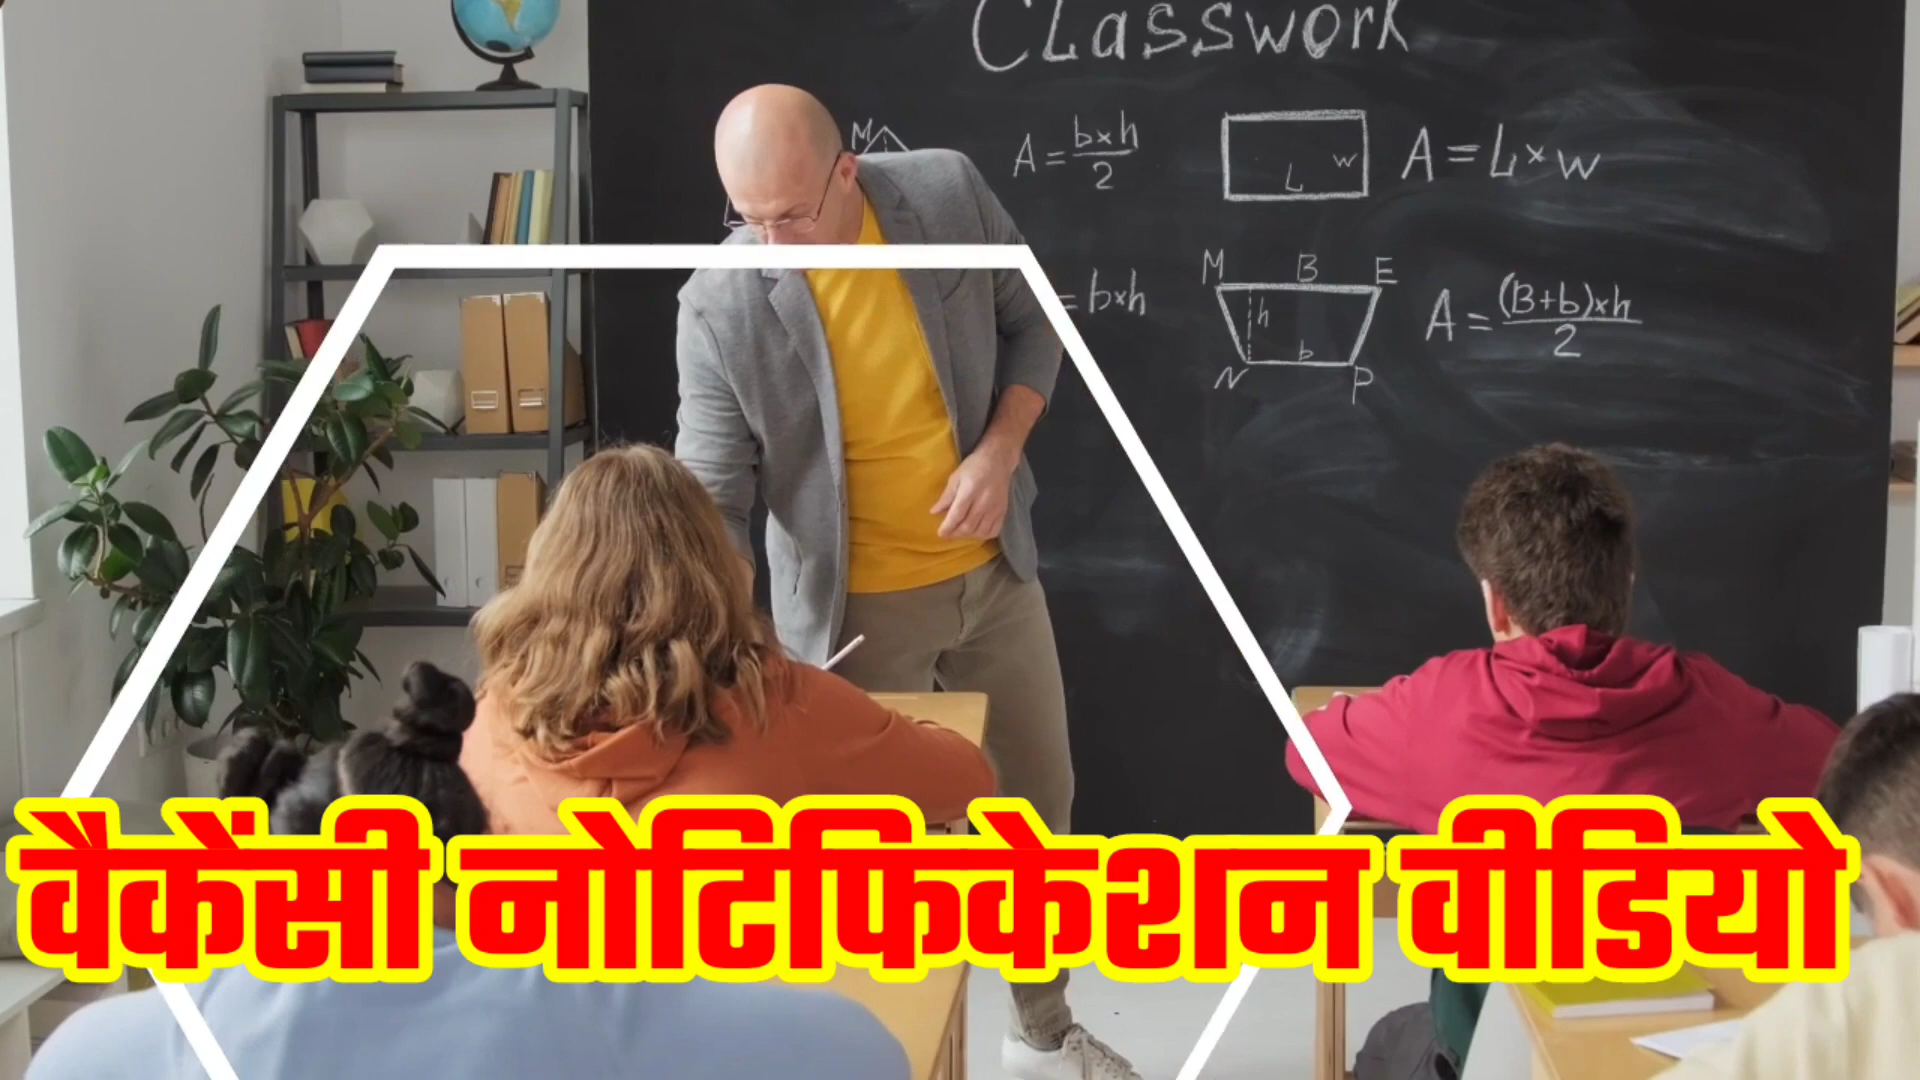 Classwork
M
A = b×h/2
L
w
A = L×w
= b×h
M B E
h
b
N P
A = (B+b)×h/2
वैकेंसी नोटिफिकेशन वीडियो